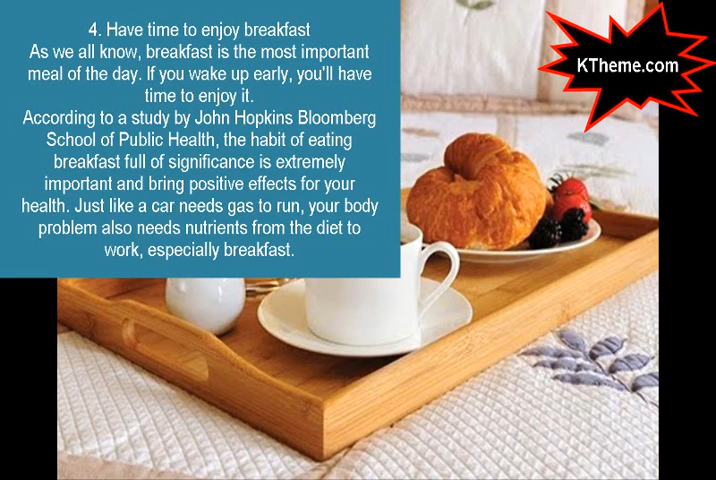 4. Have time to enjoy breakfast
As we all know, breakfast is the most important
meal of the day. If you wake up early, you'll have
time to enjoy it.
According to a study by John Hopkins Bloomberg
School of Public Health, the habit of eating
breakfast full of significance is extremely
important and bring positive effects for your
health. Just like a car needs gas to run, your body
problem also needs nutrients from the diet to
work, especially breakfast.
KTheme.com